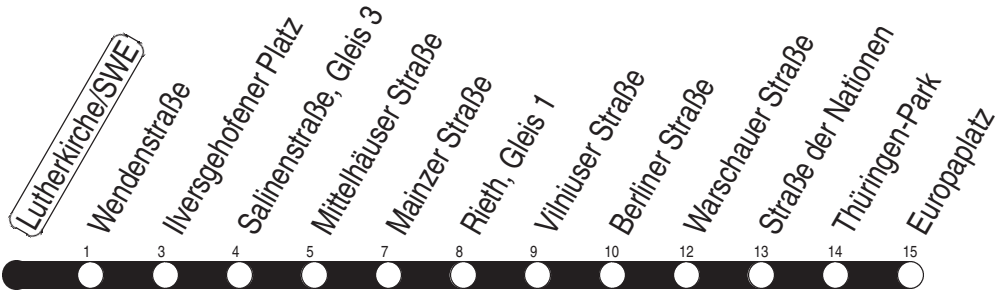 Lutherkirche/SWE
Wendenstraße
Ilversgehofener Platz
Salinenstraße, Gleis 3
Mittelhäuser Straße
Mainzer Straße
Rieth, Gleis 1
Vilniuser Straße
Berliner Straße
Warschauer Straße
Straße der Nationen
Thüringen-Park
Europaplatz
1 3 4 5 7 8 9 10 12 13 14 15